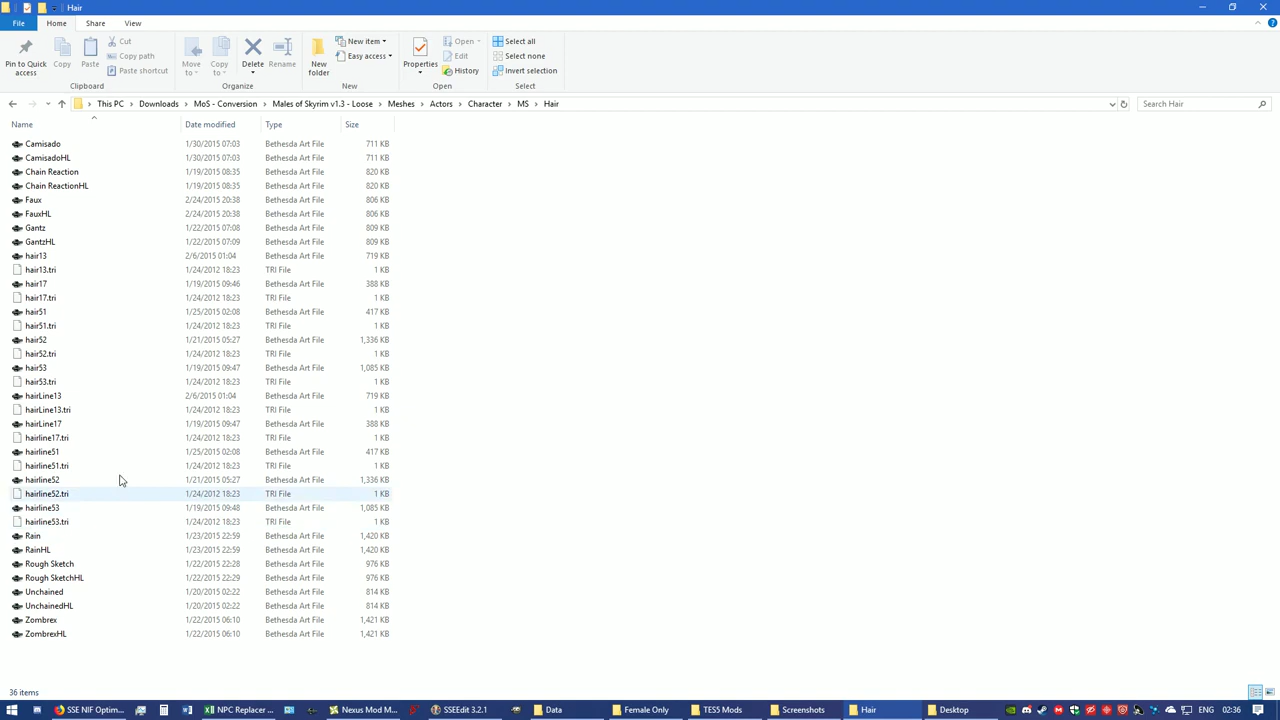 Hair
File Home Share View
Pin to Quick access
Copy
Paste
Cut
Copy path
Paste shortcut
Clipboard
Move to
Copy to
Delete
Rename
Organize
New folder
New item
Easy access
New
Properties
Open
Edit
History
Open
Select all
Select none
Invert selection
Select
This PC Downloads MoS - Conversion Males of Skyrim v1.3 - Loose Meshes Actors Character MS Hair
Search Hair
Name Date modified Type Size
Camisado 1/30/2015 07:03 Bethesda Art File 711 KB
CamisadoHL 1/30/2015 07:03 Bethesda Art File 711 KB
Chain Reaction 1/19/2015 08:35 Bethesda Art File 820 KB
Chain ReactionHL 1/19/2015 08:35 Bethesda Art File 820 KB
Faux 2/24/2015 20:38 Bethesda Art File 806 KB
FauxHL 2/24/2015 20:38 Bethesda Art File 806 KB
Gantz 1/22/2015 07:08 Bethesda Art File 809 KB
GantzHL 1/22/2015 07:09 Bethesda Art File 809 KB
hair13 2/6/2015 01:04 Bethesda Art File 719 KB
hair13.tri 1/24/2012 18:23 TRI File 1 KB
hair17 1/19/2015 09:46 Bethesda Art File 388 KB
hair17.tri 1/24/2012 18:23 TRI File 1 KB
hair51 1/25/2015 02:08 Bethesda Art File 417 KB
hair51.tri 1/24/2012 18:23 TRI File 1 KB
hair52 1/21/2015 05:27 Bethesda Art File 1,336 KB
hair52.tri 1/24/2012 18:23 TRI File 1 KB
hair53 1/19/2015 09:47 Bethesda Art File 1,085 KB
hair53.tri 1/24/2012 18:23 TRI File 1 KB
hairLine13 2/6/2015 01:04 Bethesda Art File 719 KB
hairLine13.tri 1/24/2012 18:23 TRI File 1 KB
hairLine17 1/19/2015 09:47 Bethesda Art File 388 KB
hairline17.tri 1/24/2012 18:23 TRI File 1 KB
hairline51 1/25/2015 02:08 Bethesda Art File 417 KB
hairline51.tri 1/24/2012 18:23 TRI File 1 KB
hairline52 1/21/2015 05:27 Bethesda Art File 1,336 KB
hairline52.tri 1/24/2012 18:23 TRI File 1 KB
hairline53 1/19/2015 09:48 Bethesda Art File 1,085 KB
hairline53.tri 1/24/2012 18:23 TRI File 1 KB
Rain 1/23/2015 22:59 Bethesda Art File 1,420 KB
RainHL 1/23/2015 22:59 Bethesda Art File 1,420 KB
Rough Sketch 1/22/2015 22:28 Bethesda Art File 976 KB
Rough SketchHL 1/22/2015 22:29 Bethesda Art File 976 KB
Unchained 1/20/2015 02:22 Bethesda Art File 814 KB
UnchainedHL 1/20/2015 02:22 Bethesda Art File 814 KB
Zombrex 1/22/2015 06:10 Bethesda Art File 1,421 KB
ZombrexHL 1/22/2015 06:10 Bethesda Art File 1,421 KB
36 items
SSE NIF Optim... NPC Replacer ... Nexus Mod M... SSEEdit 3.2.1 Data Female Only TES5 Mods Screenshots Hair Desktop ENG 02:36